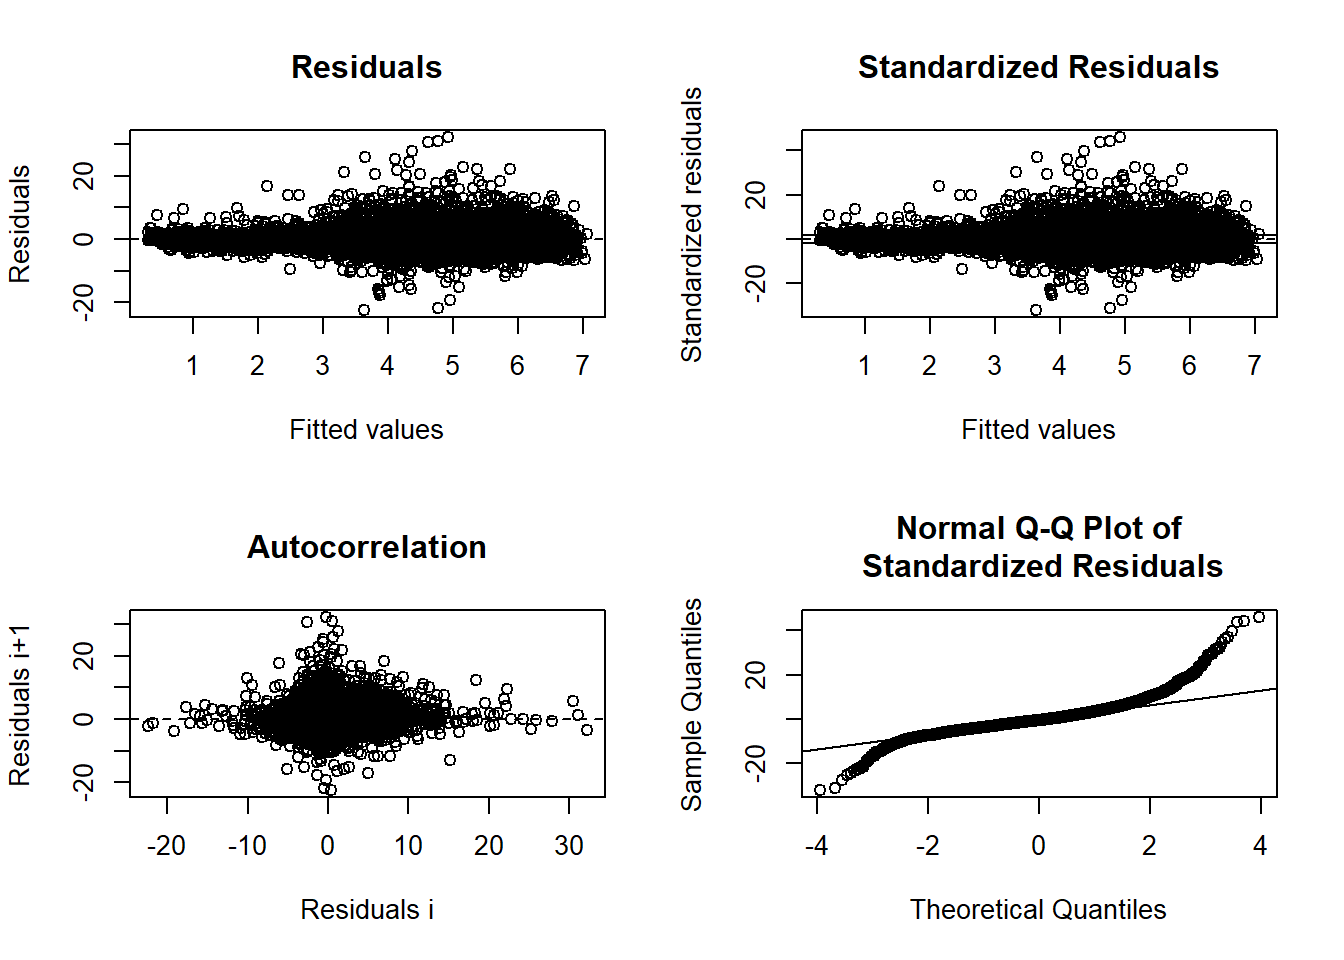 Residuals
Residuals
20
0
-20
1 2 3 4 5 6 7
Fitted values
Standardized Residuals
Standardized residuals
20
-20
1 2 3 4 5 6 7
Fitted values
Autocorrelation
Residuals i+1
20
0
-20
-20 -10 0 10 20 30
Residuals i
Normal Q-Q Plot of
Standardized Residuals
Sample Quantiles
20
-20
-4 -2 0 2 4
Theoretical Quantiles